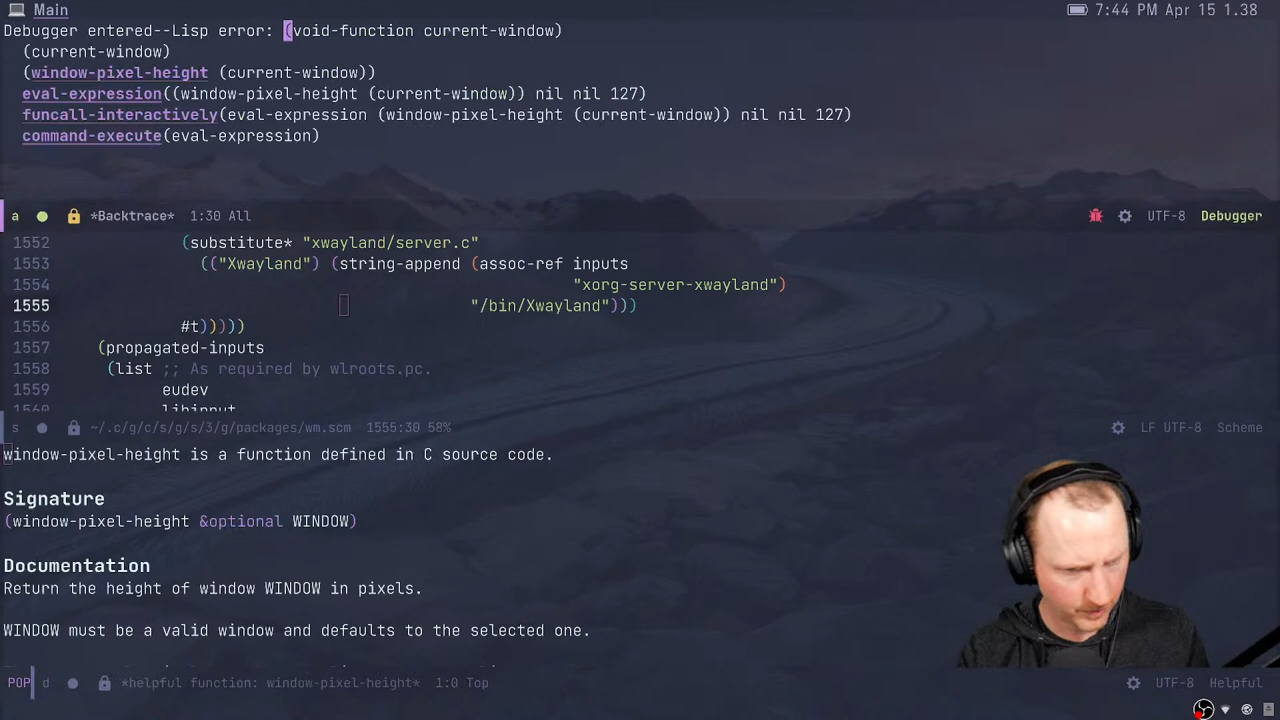 Main
7:44 PM Apr 15 1.38
Debugger entered--Lisp error: (void-function current-window)
(current-window)
(window-pixel-height (current-window))
eval-expression((window-pixel-height (current-window)) nil nil 127)
funcall-interactively(eval-expression (window-pixel-height (current-window)) nil nil 127)
command-execute(eval-expression)
a *Backtrace* 1:30 All UTF-8 Debugger
1552 (substitute* "xwayland/server.c"
1553 (("Xwayland") (string-append (assoc-ref inputs
1554 "xorg-server-xwayland")
1555 "/bin/Xwayland")))
1556 #t)))))
1557 (propagated-inputs
1558 (list ;; As required by wlroots.pc.
1559 eudev
1560 libinput
s ~/.c/g/c/s/g/s/3/g/packages/wm.scm 1555:30 58% LF UTF-8 Scheme
window-pixel-height is a function defined in C source code.
Signature
(window-pixel-height &optional WINDOW)
Documentation
Return the height of window WINDOW in pixels.
WINDOW must be a valid window and defaults to the selected one.
POP d *helpful function: window-pixel-height* 1:0 Top UTF-8 Helpful